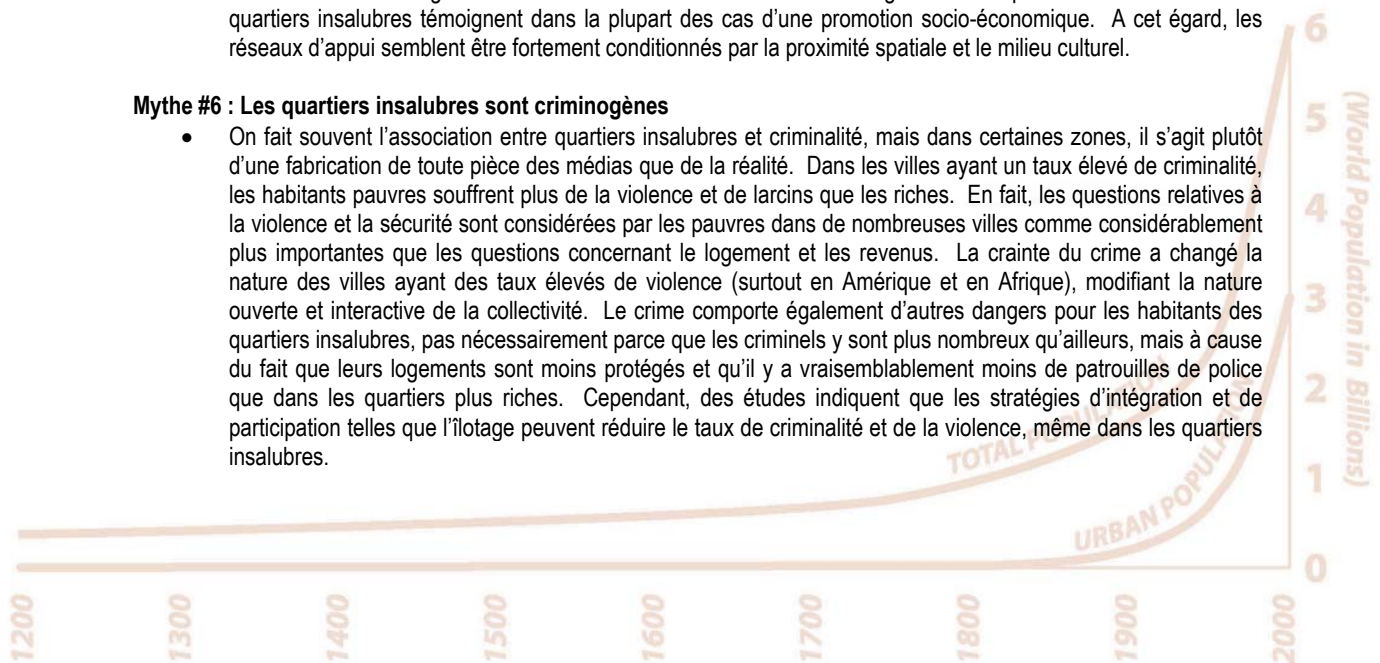 quartiers insalubres témoignent dans la plupart des cas d'une promotion socio-économique. A cet égard, les
réseaux d'appui semblent être fortement conditionnés par la proximité spatiale et le milieu culturel.
Mythe #6 : Les quartiers insalubres sont criminogènes
• On fait souvent l'association entre quartiers insalubres et criminalité, mais dans certaines zones, il s'agit plutôt
d'une fabrication de toute pièce des médias que de la réalité. Dans les villes ayant un taux élevé de criminalité,
les habitants pauvres souffrent plus de la violence et de larcins que les riches. En fait, les questions relatives à
la violence et la sécurité sont considérées par les pauvres dans de nombreuses villes comme considérablement
plus importantes que les questions concernant le logement et les revenus. La crainte du crime a changé la
nature des villes ayant des taux élevés de violence (surtout en Amérique et en Afrique), modifiant la nature
ouverte et interactive de la collectivité. Le crime comporte également d'autres dangers pour les habitants des
quartiers insalubres, pas nécessairement parce que les criminels y sont plus nombreux qu'ailleurs, mais à cause
du fait que leurs logements sont moins protégés et qu'il y a vraisemblablement moins de patrouilles de police
que dans les quartiers plus riches. Cependant, des études indiquent que les stratégies d'intégration et de
participation telles que l'îlotage peuvent réduire le taux de criminalité et de la violence, même dans les quartiers
insalubres.
TOTAL POPULATION
URBAN POPULATION
6
5
4
3
2
1
0
(World Population in Billions)
1200
1300
1400
1500
1600
1700
1800
1900
2000